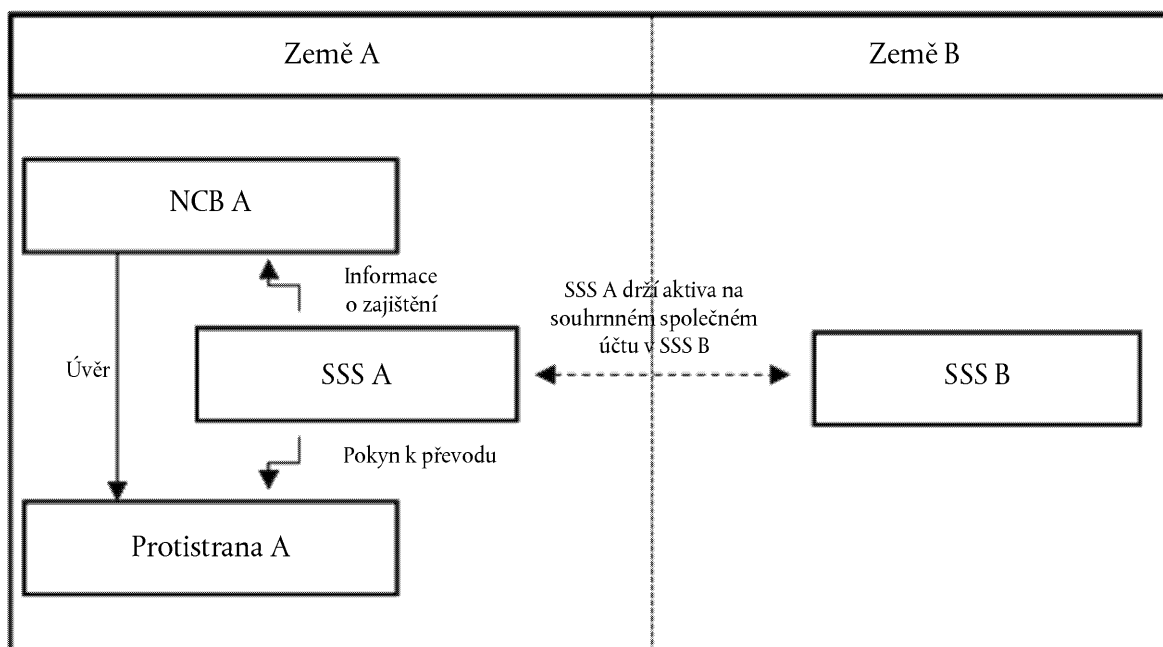 Země A
Země B
NCB A
Informace
o zajištění
SSS A drží aktiva na
souhrnném společném
účtu v SSS B
Úvěr
SSS A
SSS B
Pokyn k převodu
Protistrana A